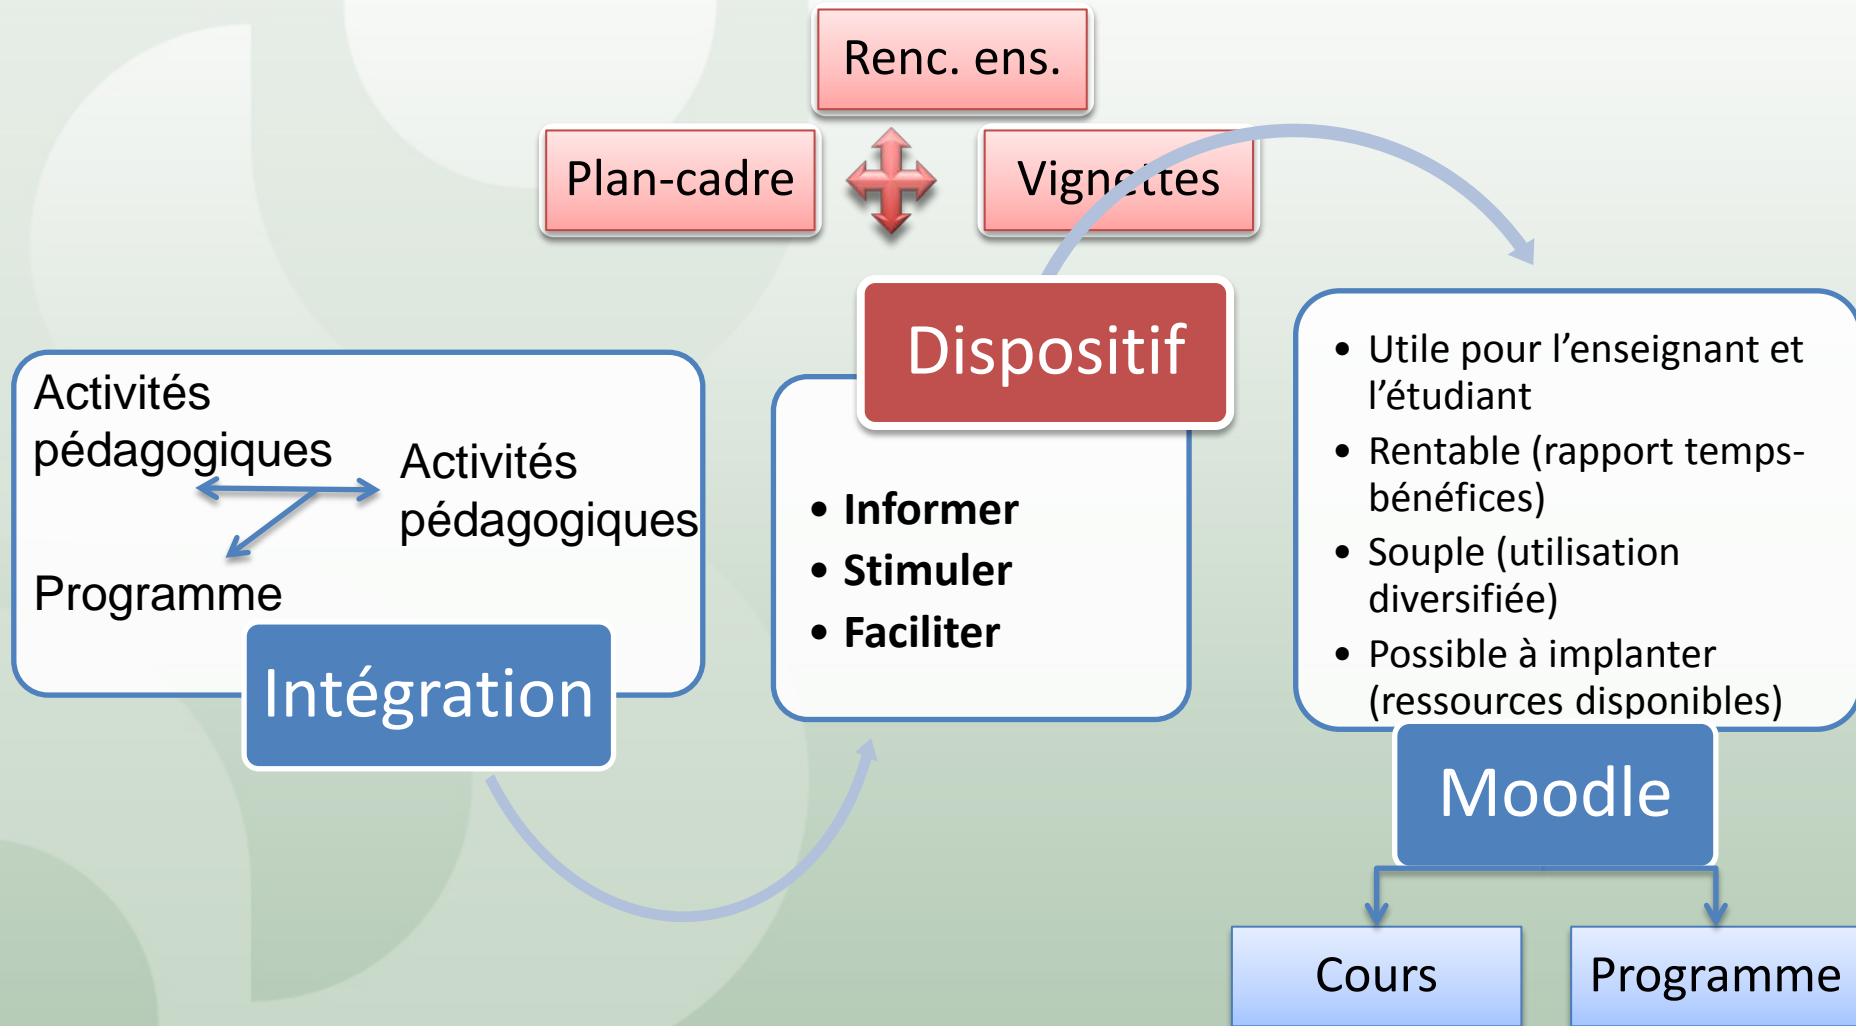 Renc. ens.
Plan-cadre
Vignettes
Activités
pédagogiques
Activités
pédagogiques
Programme
Intégration
Dispositif
• Informer
• Stimuler
• Faciliter
• Utile pour l’enseignant et
l’étudiant
• Rentable (rapport temps-
bénéfices)
• Souple (utilisation
diversifiée)
• Possible à implanter
(ressources disponibles)
Moodle
Cours
Programme